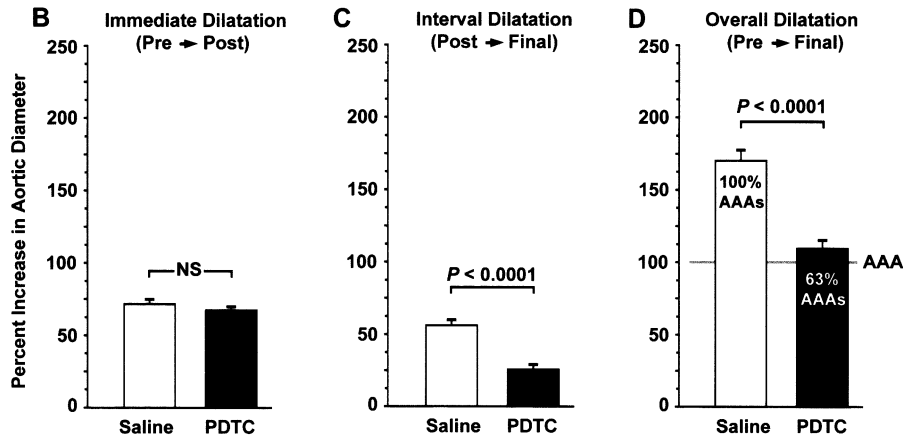 B
Immediate Dilatation
(Pre → Post)
Percent Increase in Aortic Diameter
250
200
150
100
50
0
NS
Saline PDTC
C
Interval Dilatation
(Post → Final)
250
200
150
100
50
0
P < 0.0001
Saline PDTC
D
Overall Dilatation
(Pre → Final)
250
200
150
100
50
0
P < 0.0001
100%
AAAs
AAA
63%
AAAs
Saline PDTC